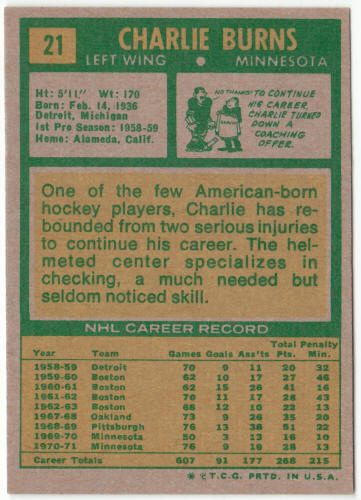 21 CHARLIE BURNS
LEFT WING • MINNESOTA
Ht: 5'11" Wt: 170
Born: Feb. 14, 1936
Detroit, Michigan
1st Pro Season: 1958-59
Home: Alameda, Calif.
NO THANKS! TO CONTINUE
HIS CAREER,
CHARLIE TURNED
DOWN A
COACHING
OFFER.
One of the few American-born
hockey players, Charlie has re-
bounded from two serious injuries
to continue his career. The hel-
meted center specializes in
checking, a much needed but
seldom noticed skill.
NHL CAREER RECORD
Total Penalty
Year Team Games Goals Ass'ts Pts. Min.
1958-59 Detroit 70 9 11 20 32
1959-60 Boston 62 10 17 27 46
1960-61 Boston 62 15 26 41 16
1961-62 Boston 70 11 17 28 43
1962-63 Boston 68 12 10 22 13
1967-68 Oakland 73 9 26 35 20
1968-69 Pittsburgh 76 13 38 51 22
1969-70 Minnesota 50 3 13 16 10
1970-71 Minnesota 76 9 19 28 13
Career Totals 607 91 177 268 215
* © T.C.G. PRTD. IN U.S.A.